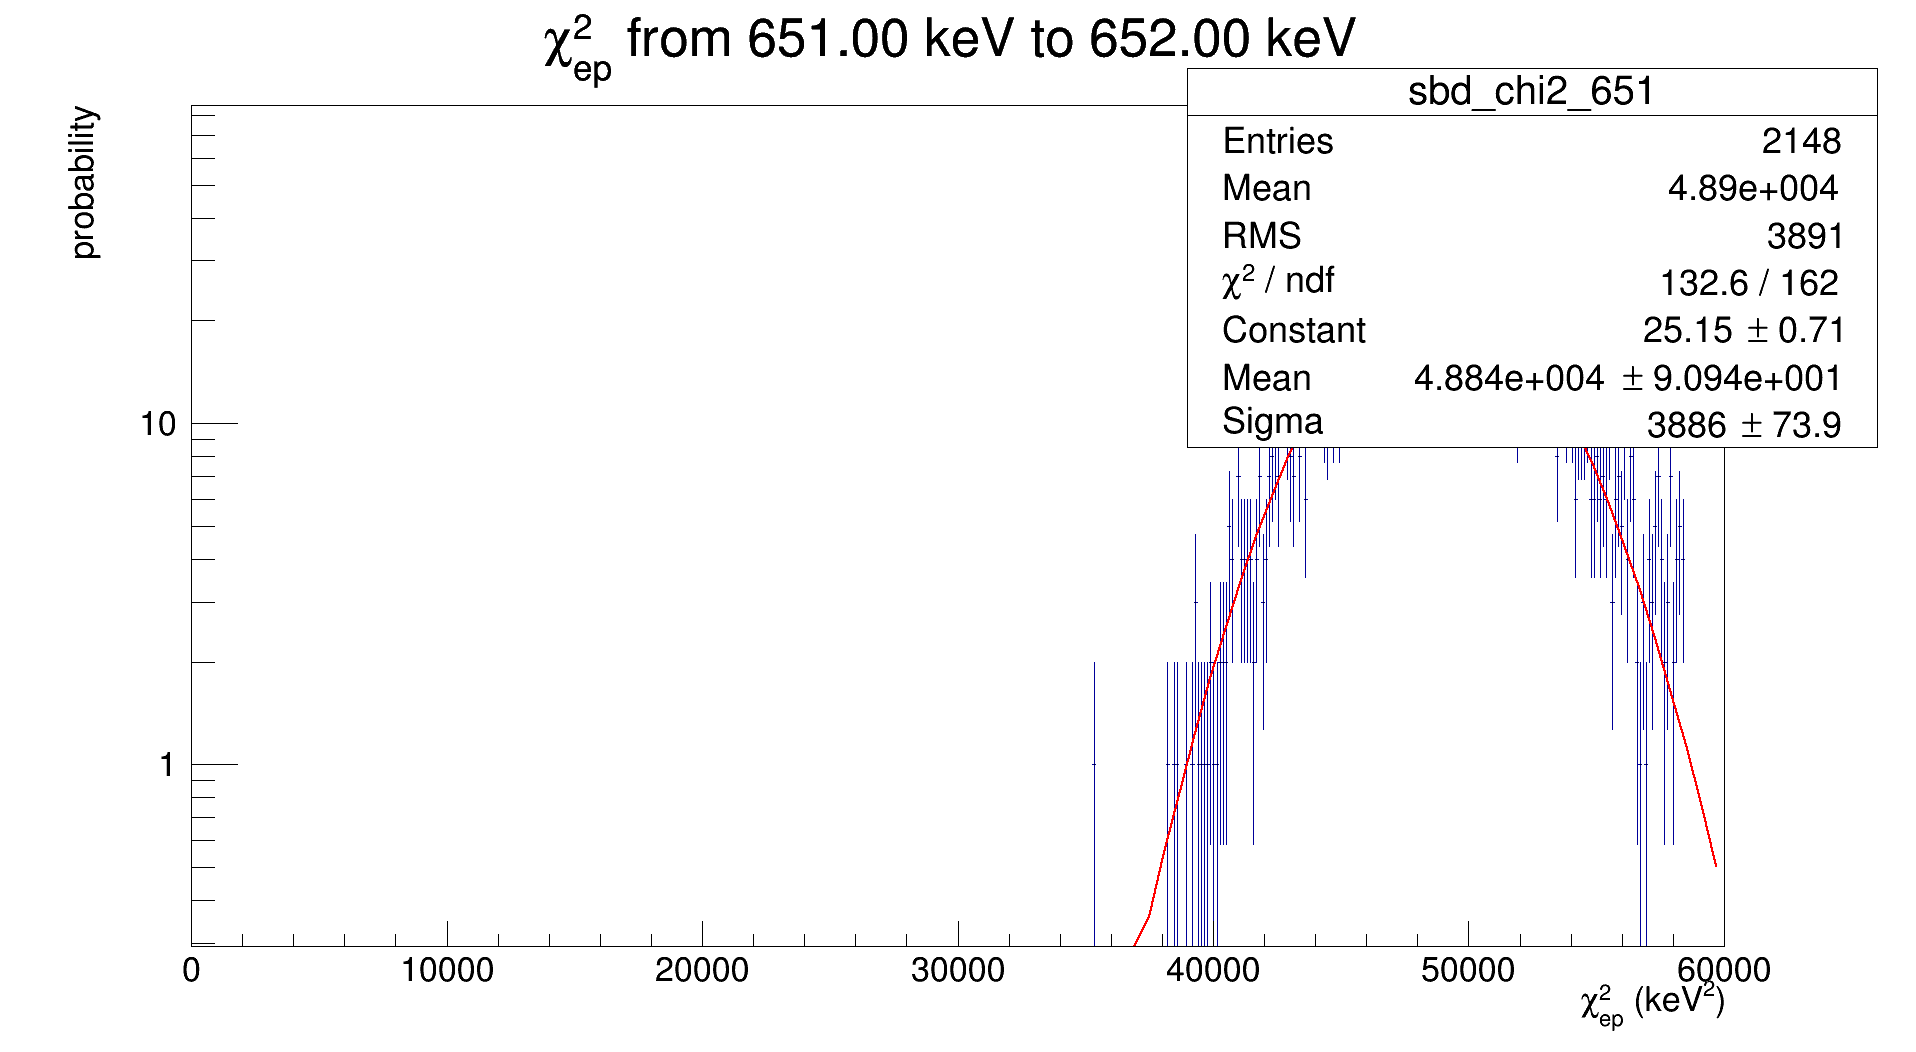 χ²ep from 651.00 keV to 652.00 keV
probability
sbd_chi2_651
Entries 2148
Mean 4.89e+004
RMS 3891
χ² / ndf 132.6 / 162
Constant 25.15 ± 0.71
Mean 4.884e+004 ± 9.094e+001
Sigma 3886 ± 73.9
10
1
0 10000 20000 30000 40000 50000 60000
χ²ep (keV²)